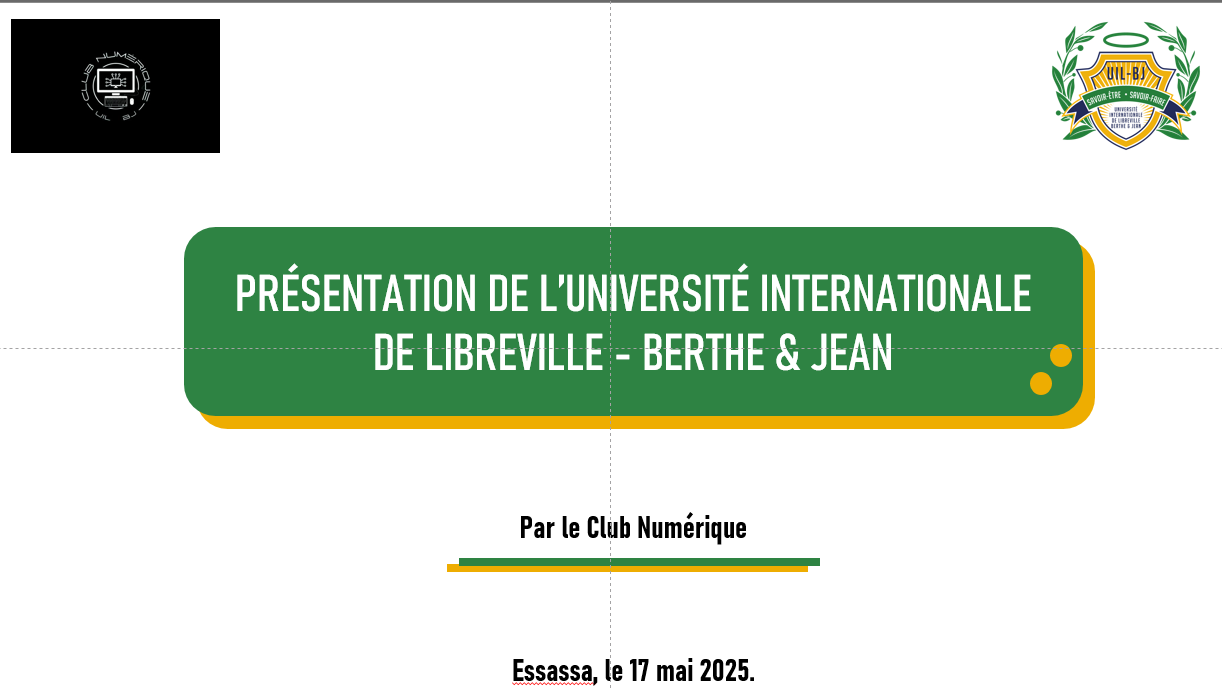 CLUB NUMÉRIQUE
UIL BJ
UIL-BJ
SAVOIR-ÊTRE • SAVOIR-FAIRE
UNIVERSITÉ
INTERNATIONALE
DE LIBREVILLE
BERTHE & JEAN
PRÉSENTATION DE L’UNIVERSITÉ INTERNATIONALE
DE LIBREVILLE - BERTHE & JEAN
Par le Club Numérique
Essassa, le 17 mai 2025.